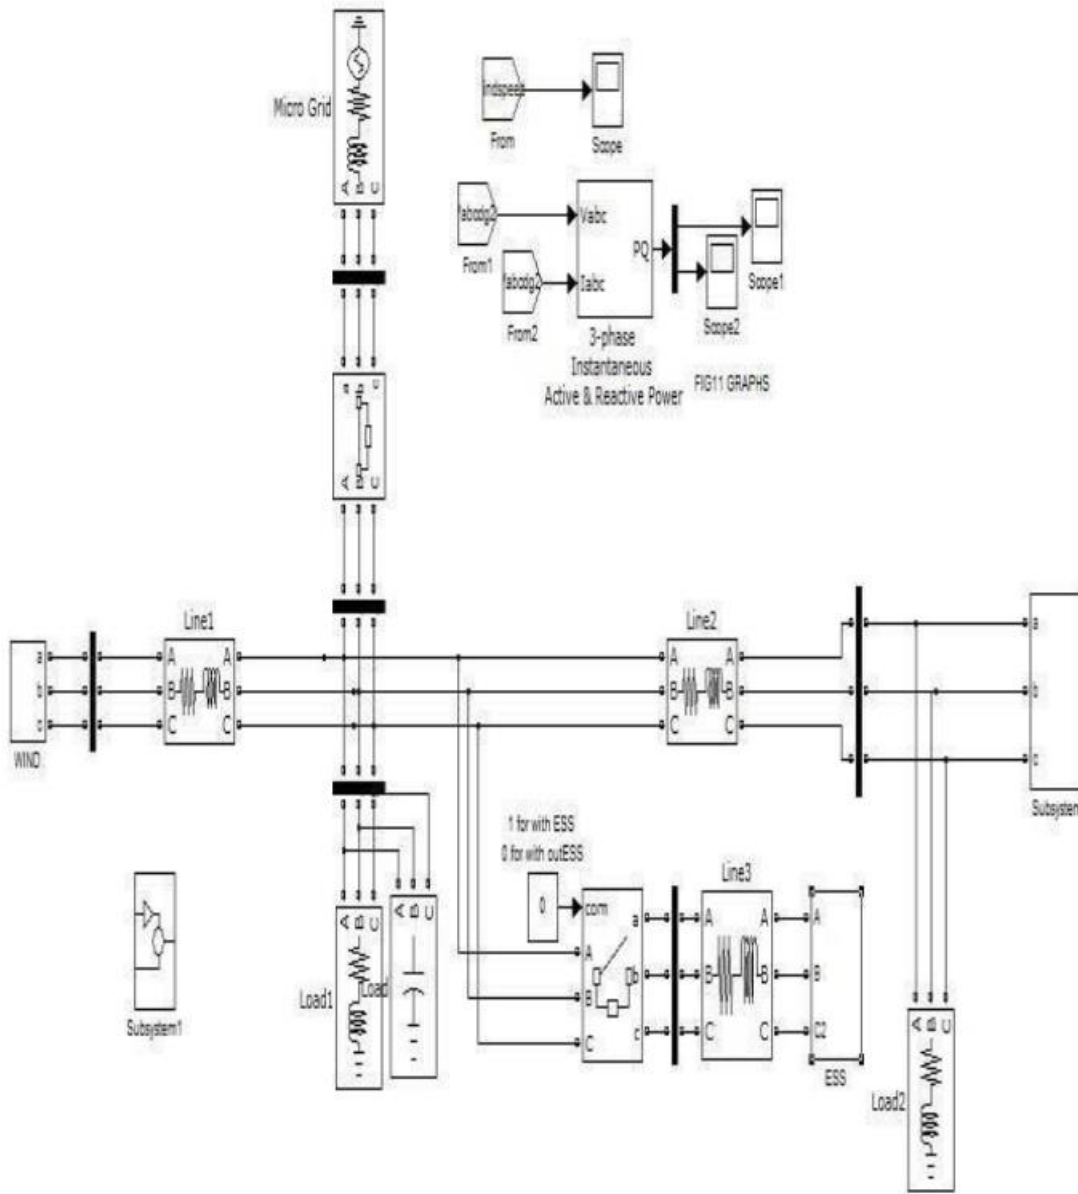 Micro Grid
A B C
From
Scope
From1
From2
Vabc
Iabc
PQ
3-phase
Instantaneous
Active & Reactive Power
Scope1
Scope2
FIG11 GRAPHS
a b c
A B C
WIND
Line1
A A
B B
C C
Line2
A A
B B
C C
Subsystem
1 for with ESS
0 for with outESS
0
com
A
B
C
a
b
c
Line3
A A
B B
C C
A
B
C2
ESS
Subsystem1
A B C
Load1
A B C
Load
A B C
Load2